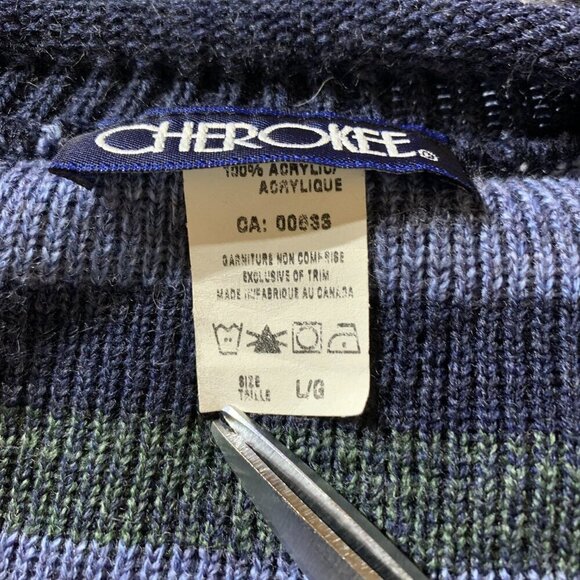 CHEROKEE®
100% ACRYLIC/
ACRYLIQUE
CA: 00633
GARNITURE NON COMPRISE
EXCLUSIVE OF TRIM
MADE IN/FABRIQUE AU CANADA
SIZE
TAILLE L/G